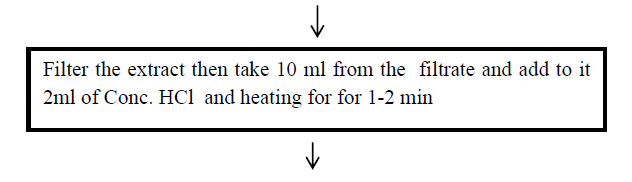 Filter the extract then take 10 ml from the filtrate and add to it
2ml of Conc. HCl and heating for for 1-2 min